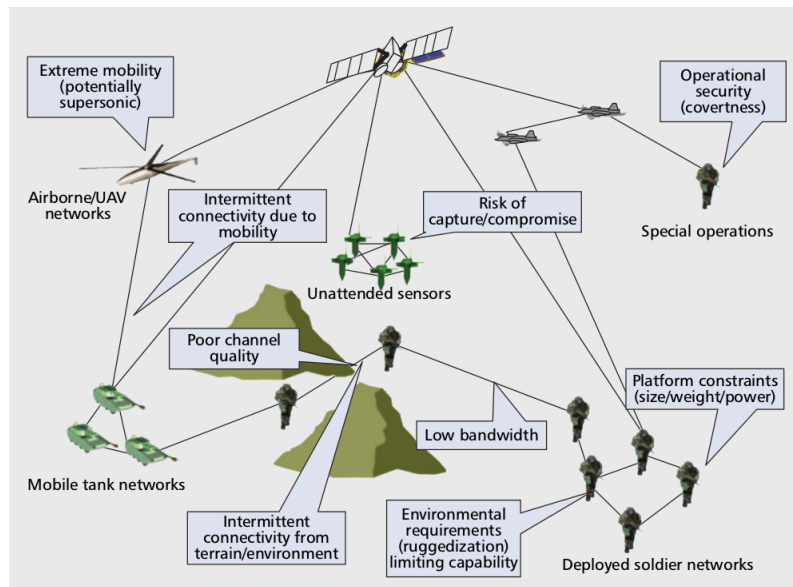 Extreme mobility
(potentially
supersonic)
Operational
security
(covertness)
Airborne/UAV
networks
Intermittent
connectivity due to
mobility
Risk of
capture/compromise
Special operations
Unattended sensors
Poor channel
quality
Platform constraints
(size/weight/power)
Low bandwidth
Mobile tank networks
Intermittent
connectivity from
terrain/environment
Environmental
requirements
(ruggedization)
limiting capability
Deployed soldier networks